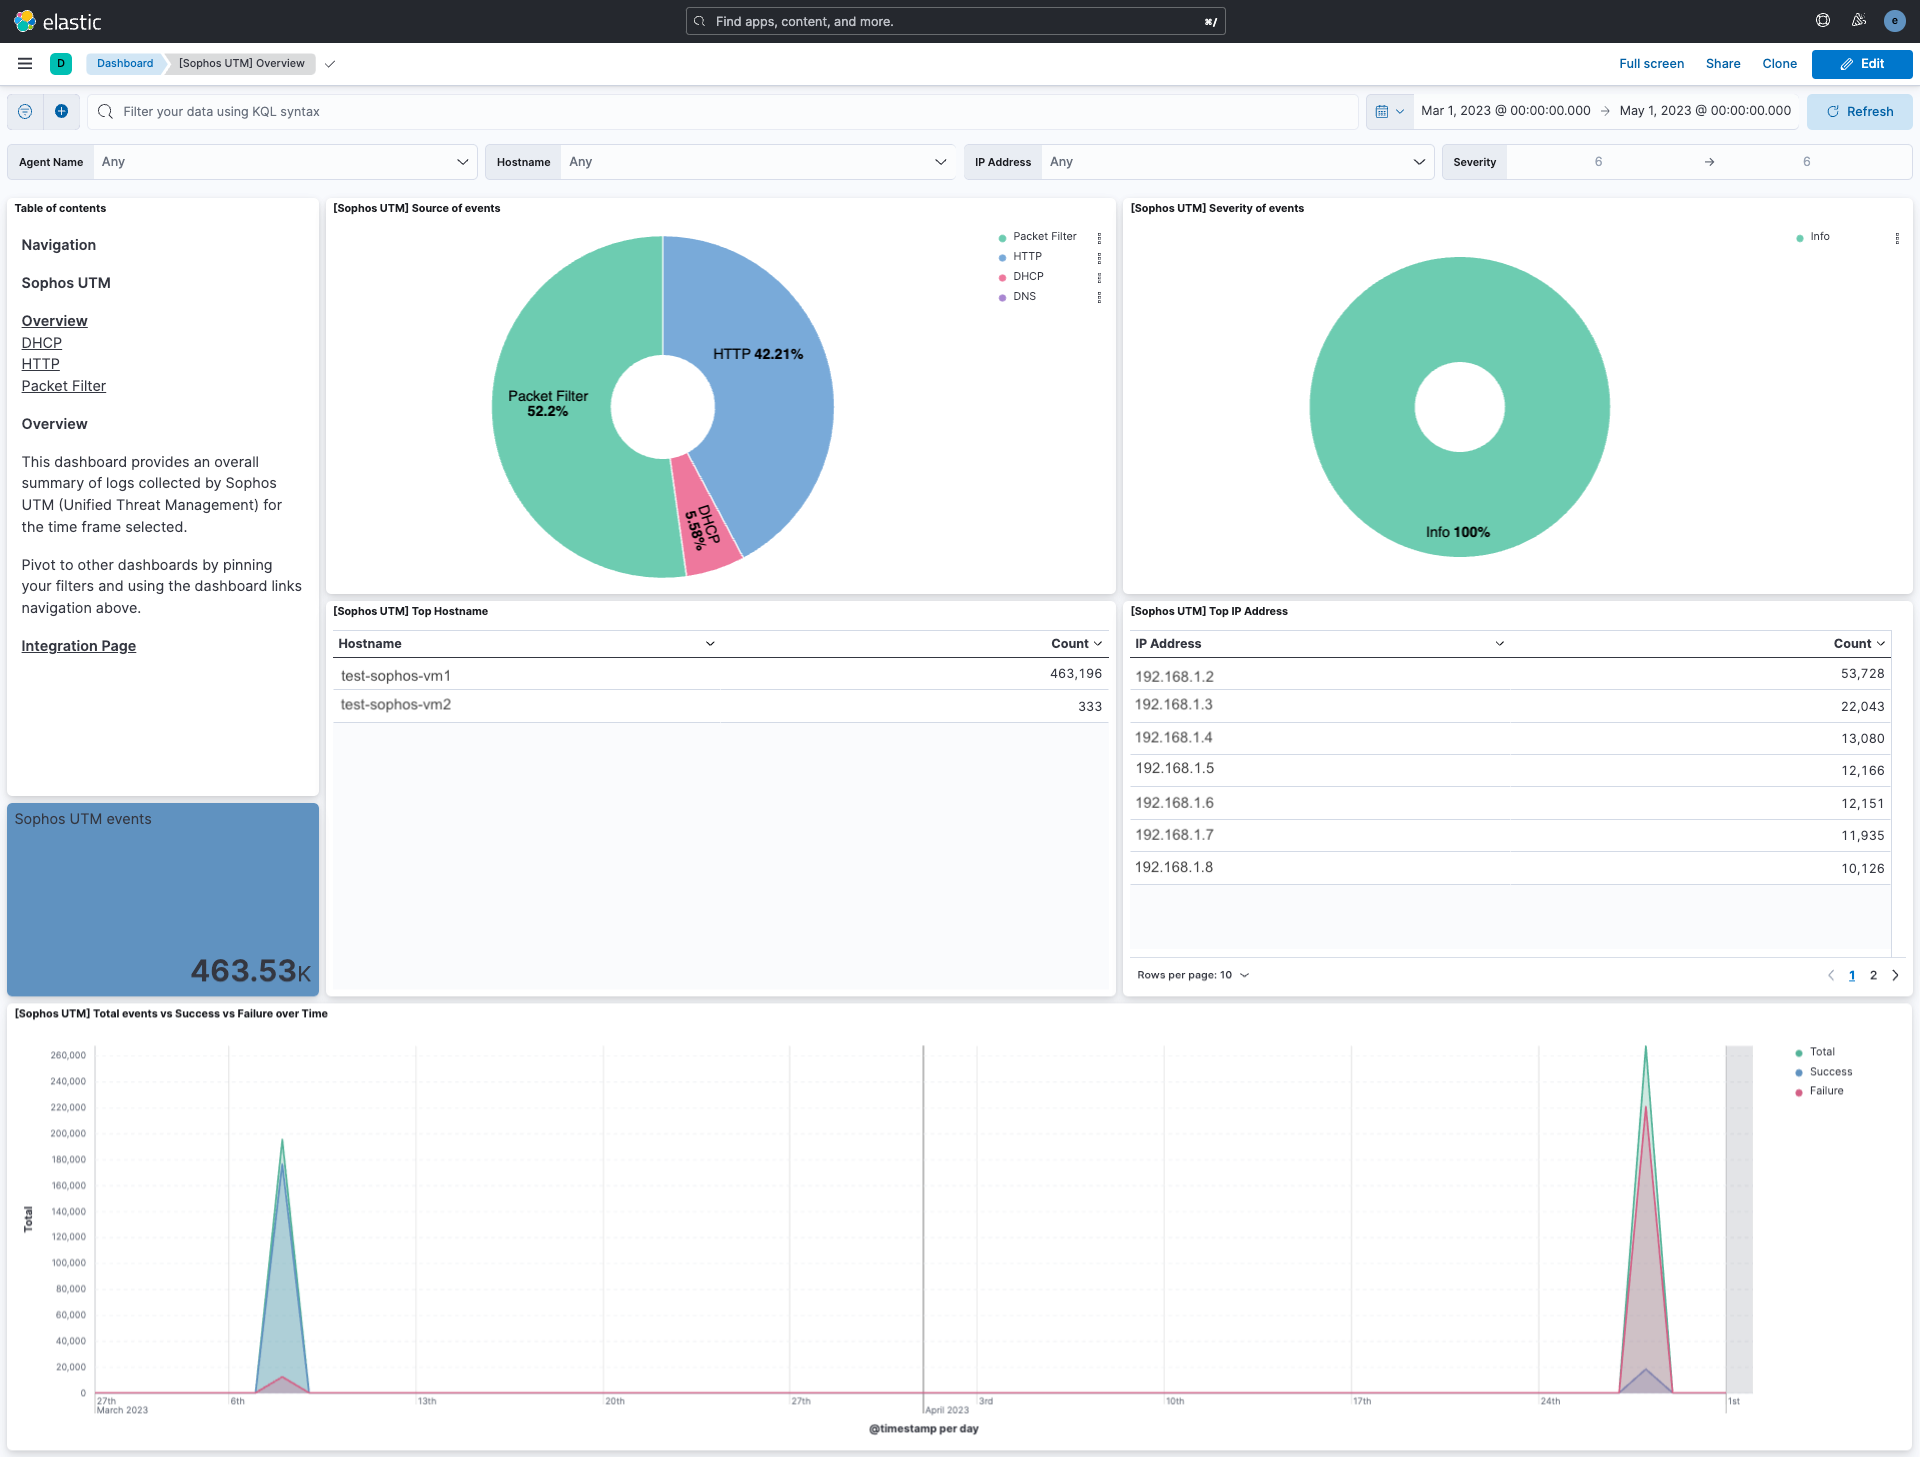 elastic
Find apps, content, and more.
⌘/
e
D
Dashboard
[Sophos UTM] Overview
Full screen
Share
Clone
Edit
Filter your data using KQL syntax
Mar 1, 2023 @ 00:00:00.000 → May 1, 2023 @ 00:00:00.000
Refresh
Agent Name Any
Hostname Any
IP Address Any
Severity 6 → 6
Table of contents
Navigation
Sophos UTM
Overview
DHCP
HTTP
Packet Filter
Overview
This dashboard provides an overall
summary of logs collected by Sophos
UTM (Unified Threat Management) for
the time frame selected.
Pivot to other dashboards by pinning
your filters and using the dashboard links
navigation above.
Integration Page
[Sophos UTM] Source of events
Packet Filter
HTTP
DHCP
DNS
HTTP 42.21%
Packet Filter
52.2%
DHCP
5.58%
[Sophos UTM] Severity of events
Info
Info 100%
Sophos UTM events
463.53K
[Sophos UTM] Top Hostname
Hostname Count
test-sophos-vm1 463,196
test-sophos-vm2 333
[Sophos UTM] Top IP Address
IP Address Count
192.168.1.2 53,728
192.168.1.3 22,043
192.168.1.4 13,080
192.168.1.5 12,166
192.168.1.6 12,151
192.168.1.7 11,935
192.168.1.8 10,126
Rows per page: 10
1 2
[Sophos UTM] Total events vs Success vs Failure over Time
260,000
240,000
220,000
200,000
180,000
160,000
140,000
120,000
100,000
80,000
60,000
40,000
20,000
0
Total
27th 6th 13th 20th 27th 3rd 10th 17th 24th 1st
March 2023 April 2023
@timestamp per day
Total
Success
Failure